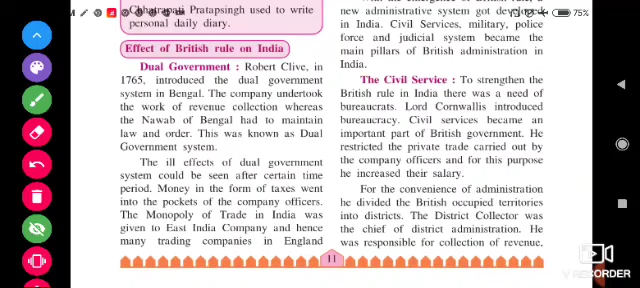 Chhatrapati Pratapsingh used to write
personal daily diary.
Effect of British rule on India
Dual Government : Robert Clive, in
1765, introduced the dual government
system in Bengal. The company undertook
the work of revenue collection whereas
the Nawab of Bengal had to maintain
law and order. This was known as Dual
Government system.
The ill effects of dual government
system could be seen after certain time
period. Money in the form of taxes went
into the pockets of the company officers.
The Monopoly of Trade in India was
given to East India Company and hence
many trading companies in England
new administrative system got developed
in India. Civil Services, military, police
force and judicial system became the
main pillars of British administration in
India.
The Civil Service : To strengthen the
British rule in India there was a need of
bureaucrats. Lord Cornwallis introduced
bureaucracy. Civil services became an
important part of British government. He
restricted the private trade carried out by
the company officers and for this purpose
he increased their salary.
For the convenience of administration
he divided the British occupied territories
into districts. The District Collector was
the chief of district administration. He
was responsible for collection of revenue,
11
75%
V RECORDER